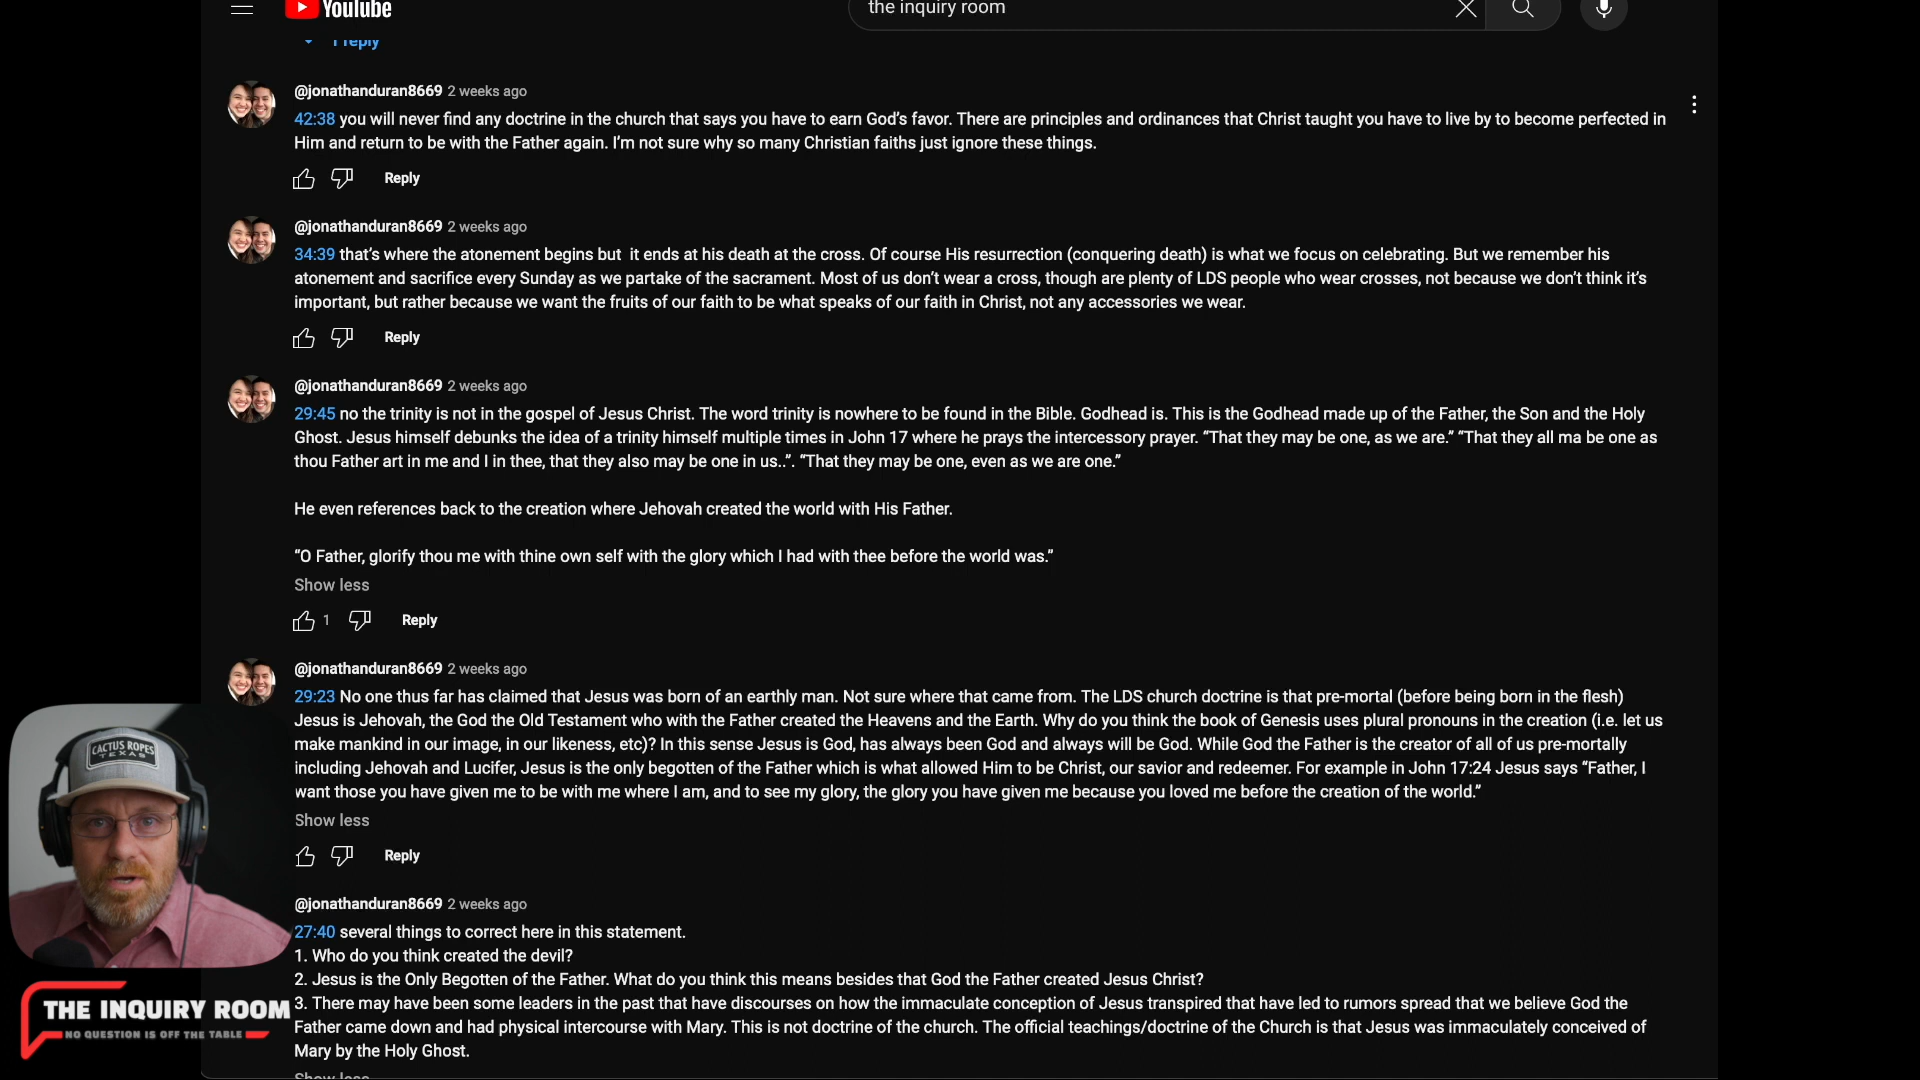 YouTube
the inquiry room
1 reply
@jonathanduran8669 2 weeks ago
42:38 you will never find any doctrine in the church that says you have to earn God’s favor. There are principles and ordinances that Christ taught you have to live by to become perfected in
Him and return to be with the Father again. I’m not sure why so many Christian faiths just ignore these things.
Reply
@jonathanduran8669 2 weeks ago
34:39 that’s where the atonement begins but  it ends at his death at the cross. Of course His resurrection (conquering death) is what we focus on celebrating. But we remember his
atonement and sacrifice every Sunday as we partake of the sacrament. Most of us don’t wear a cross, though are plenty of LDS people who wear crosses, not because we don’t think it’s
important, but rather because we want the fruits of our faith to be what speaks of our faith in Christ, not any accessories we wear.
Reply
@jonathanduran8669 2 weeks ago
29:45 no the trinity is not in the gospel of Jesus Christ. The word trinity is nowhere to be found in the Bible. Godhead is. This is the Godhead made up of the Father, the Son and the Holy
Ghost. Jesus himself debunks the idea of a trinity himself multiple times in John 17 where he prays the intercessory prayer. “That they may be one, as we are.” “That they all ma be one as
thou Father art in me and I in thee, that they also may be one in us..”. “That they may be one, even as we are one.”
He even references back to the creation where Jehovah created the world with His Father.
“O Father, glorify thou me with thine own self with the glory which I had with thee before the world was.”
Show less
1 Reply
@jonathanduran8669 2 weeks ago
29:23 No one thus far has claimed that Jesus was born of an earthly man. Not sure where that came from. The LDS church doctrine is that pre-mortal (before being born in the flesh)
Jesus is Jehovah, the God the Old Testament who with the Father created the Heavens and the Earth. Why do you think the book of Genesis uses plural pronouns in the creation (i.e. let us
make mankind in our image, in our likeness, etc)? In this sense Jesus is God, has always been God and always will be God. While God the Father is the creator of all of us pre-mortally
including Jehovah and Lucifer, Jesus is the only begotten of the Father which is what allowed Him to be Christ, our savior and redeemer. For example in John 17:24 Jesus says “Father, I
want those you have given me to be with me where I am, and to see my glory, the glory you have given me because you loved me before the creation of the world.”
Show less
Reply
@jonathanduran8669 2 weeks ago
27:40 several things to correct here in this statement.
1. Who do you think created the devil?
2. Jesus is the Only Begotten of the Father. What do you think this means besides that God the Father created Jesus Christ?
3. There may have been some leaders in the past that have discourses on how the immaculate conception of Jesus transpired that have led to rumors spread that we believe God the
Father came down and had physical intercourse with Mary. This is not doctrine of the church. The official teachings/doctrine of the Church is that Jesus was immaculately conceived of
Mary by the Holy Ghost.
Show less
CACTUS ROPES
TEXAS
THE INQUIRY ROOM
NO QUESTION IS OFF THE TABLE